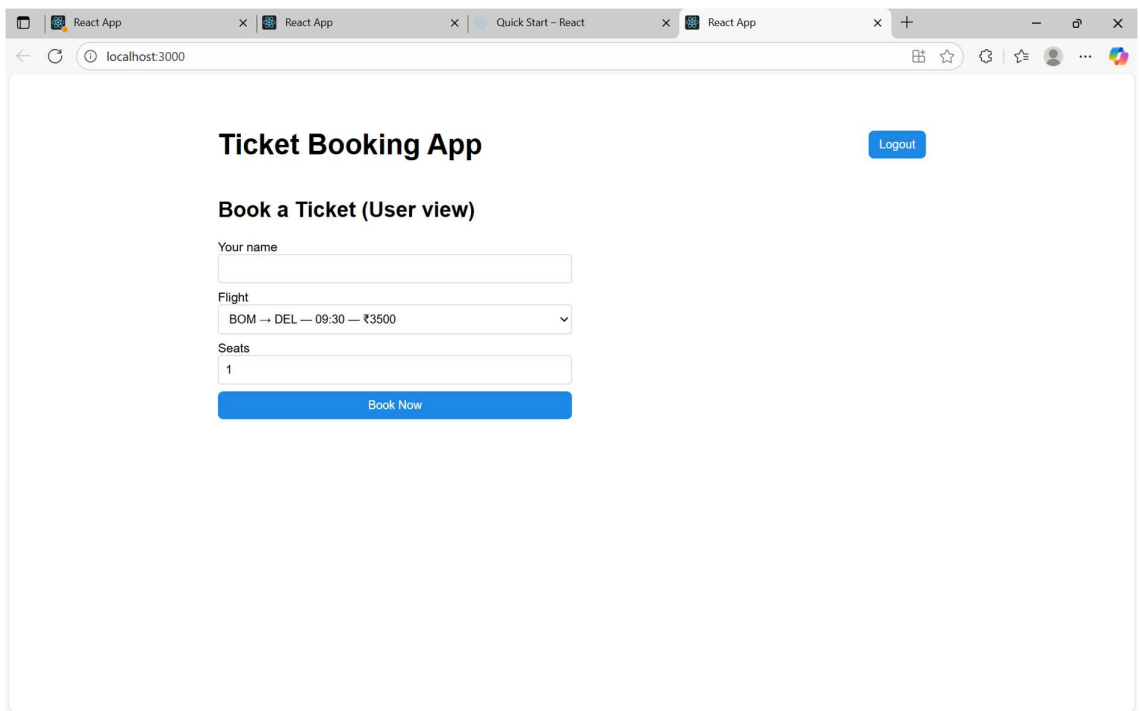 React App
React App
Quick Start – React
React App
localhost:3000
Ticket Booking App
Logout
Book a Ticket (User view)
Your name
Flight
BOM → DEL — 09:30 — ₹3500
Seats
1
Book Now